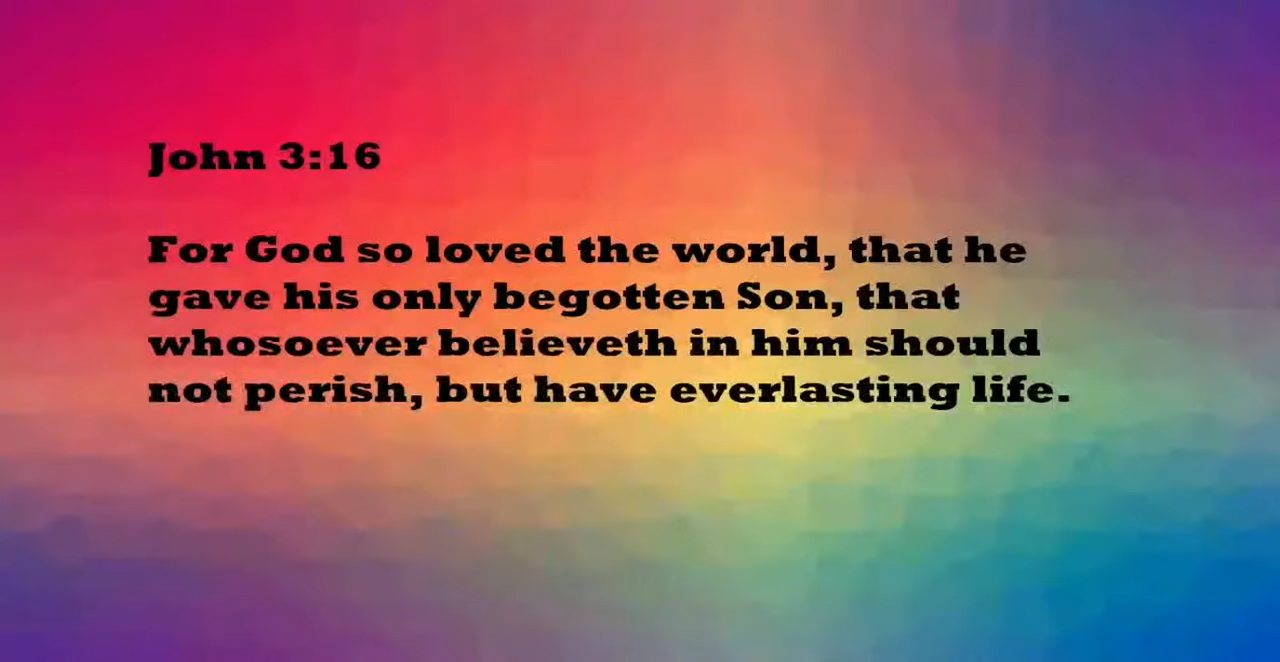 John 3:16
For God so loved the world, that he
gave his only begotten Son, that
whosoever believeth in him should
not perish, but have everlasting life.